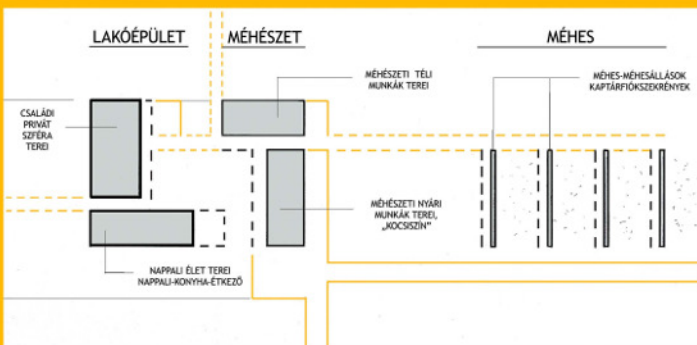 LAKÓÉPÜLET
MÉHÉSZET
MÉHES
CSALÁDI
PRIVÁT
SZFÉRA
TEREI
MÉHÉSZETI TÉLI
MUNKÁK TEREI
MÉHES-MÉHESÁLLÁSOK
KAPTÁRFIÓKSZEKRÉNYEK
MÉHÉSZETI NYÁRI
MUNKÁK TEREI,
„KOCSISZÍN"
NAPPALI ÉLET TEREI
NAPPALI-KONYHA-ÉTKEZŐ